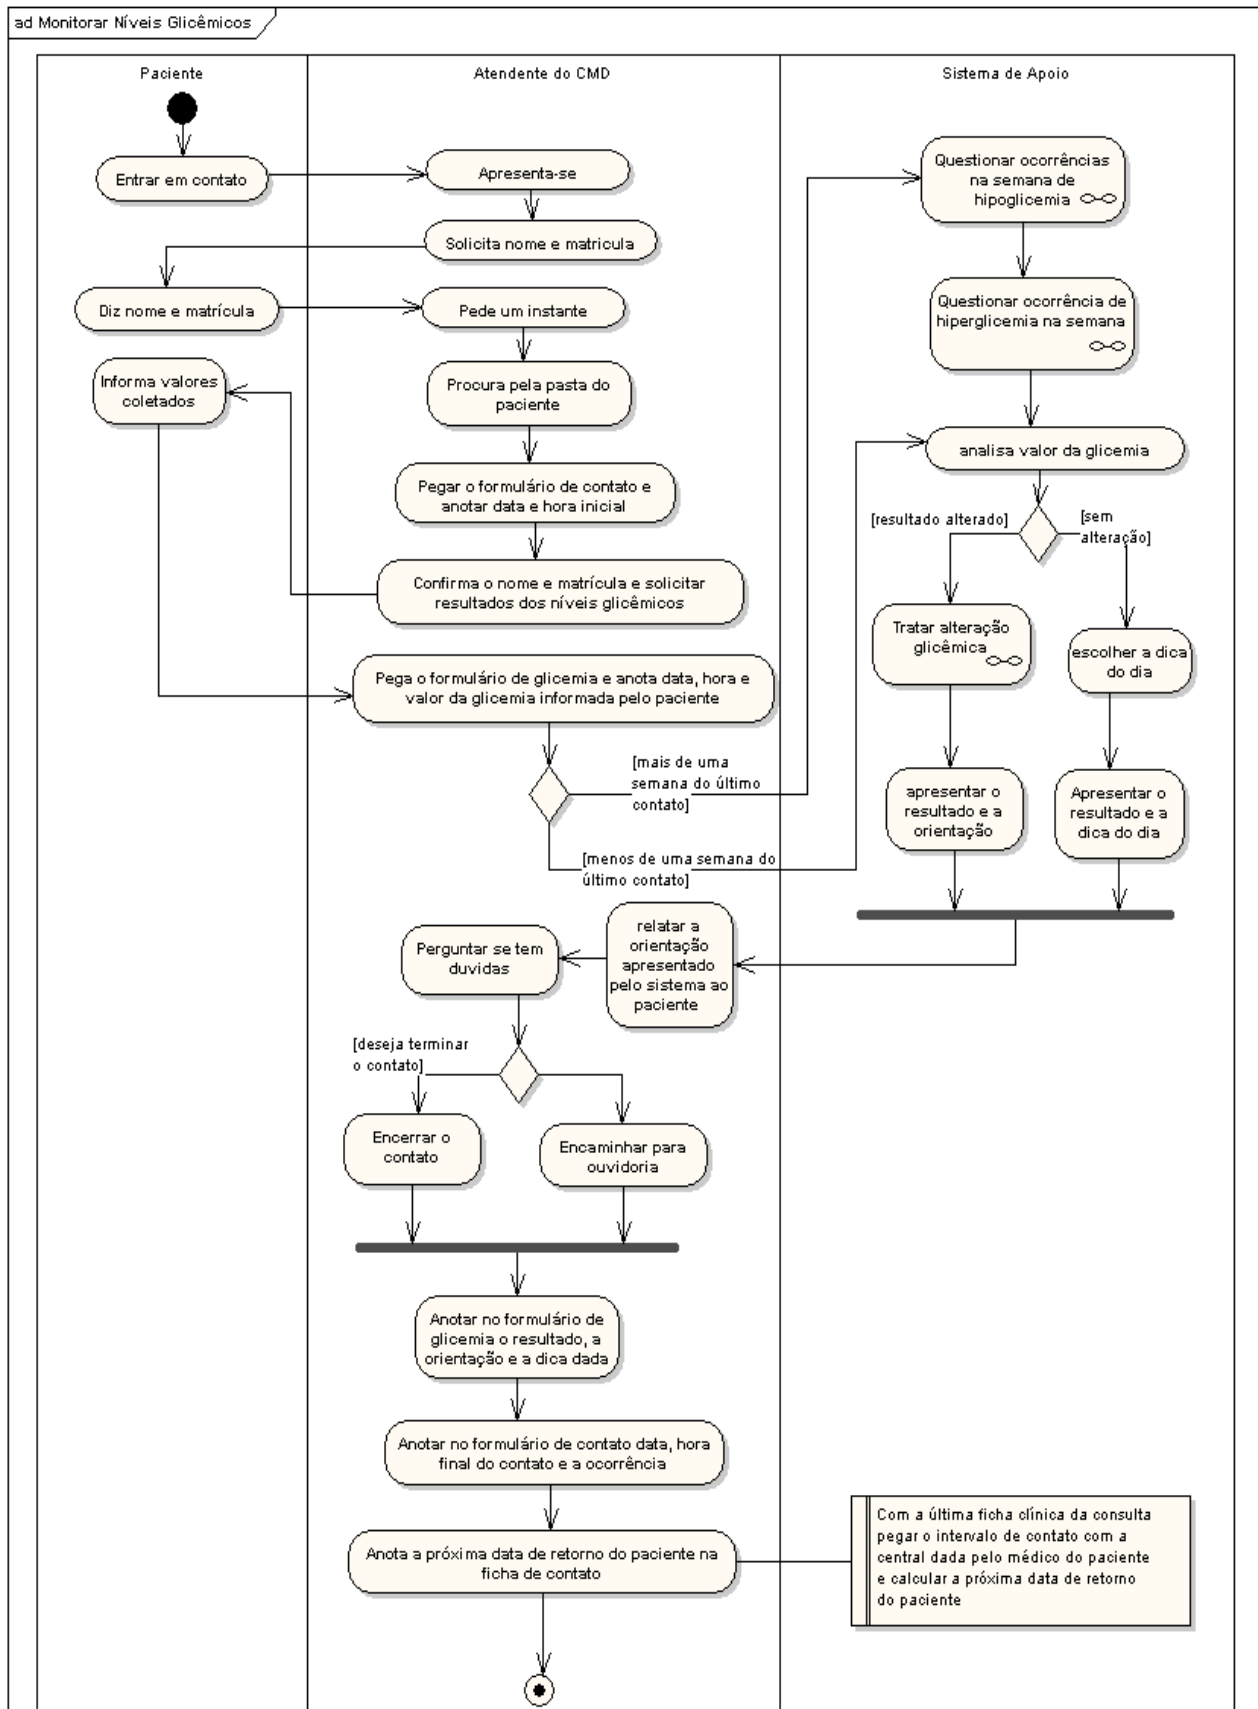 ad Monitorar Níveis Glicêmicos
Paciente
Atendente do CMD
Sistema de Apoio
Entrar em contato
Apresenta-se
Questionar ocorrências
na semana de
hipoglicemia
Solicita nome e matricula
Diz nome e matrícula
Pede um instante
Questionar ocorrência de
hiperglicemia na semana
Informa valores
coletados
Procura pela pasta do
paciente
analisa valor da glicemia
Pegar o formulário de contato e
anotar data e hora inicial
[resultado alterado]
[sem
alteração]
Confirma o nome e matrícula e solicitar
resultados dos níveis glicêmicos
Tratar alteração
glicêmica
escolher a dica
do dia
Pega o formulário de glicemia e anota data, hora e
valor da glicemia informada pelo paciente
[mais de uma
semana do último
contato]
apresentar o
resultado e a
orientação
Apresentar o
resultado e a
dica do dia
[menos de uma semana do
último contato]
relatar a
orientação
apresentado
pelo sistema ao
paciente
Perguntar se tem
duvidas
[deseja terminar
o contato]
Encerrar o
contato
Encaminhar para
ouvidoria
Anotar no formulário de
glicemia o resultado, a
orientação e a dica dada
Anotar no formulário de contato data, hora
final do contato e a ocorrência
Anota a próxima data de retorno do paciente na
ficha de contato
Com a última ficha clínica da consulta
pegar o intervalo de contato com a
central dada pelo médico do paciente
e calcular a próxima data de retorno
do paciente